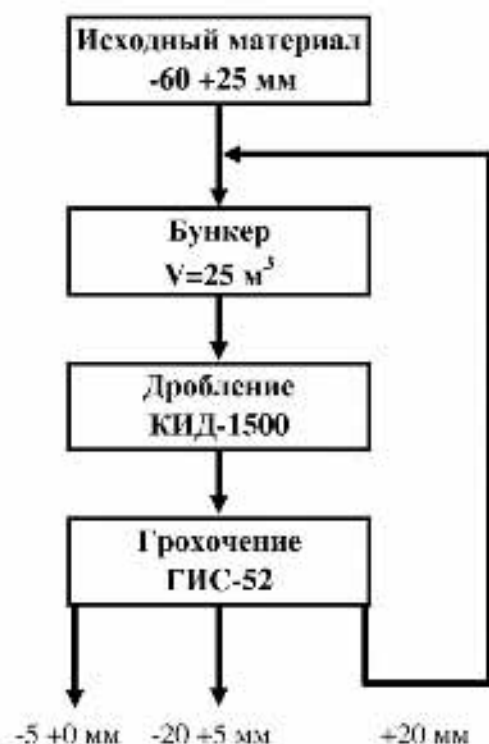 Исходный материал
-60 +25 мм
Бункер
V=25 м³
Дробление
КИД-1500
Грохочение
ГИС-52
-5 +0 мм -20 +5 мм +20 мм